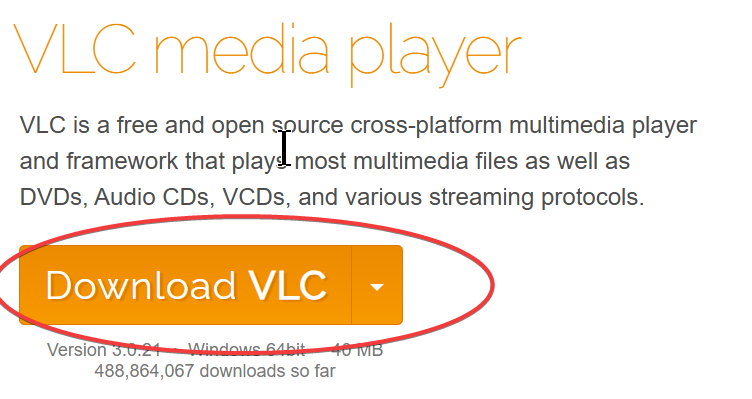 VLC media player
VLC is a free and open source cross-platform multimedia player
and framework that plays most multimedia files as well as
DVDs, Audio CDs, VCDs, and various streaming protocols.
Download VLC
Version 3.0.21 · Windows 64bit · 40 MB
488,864,067 downloads so far